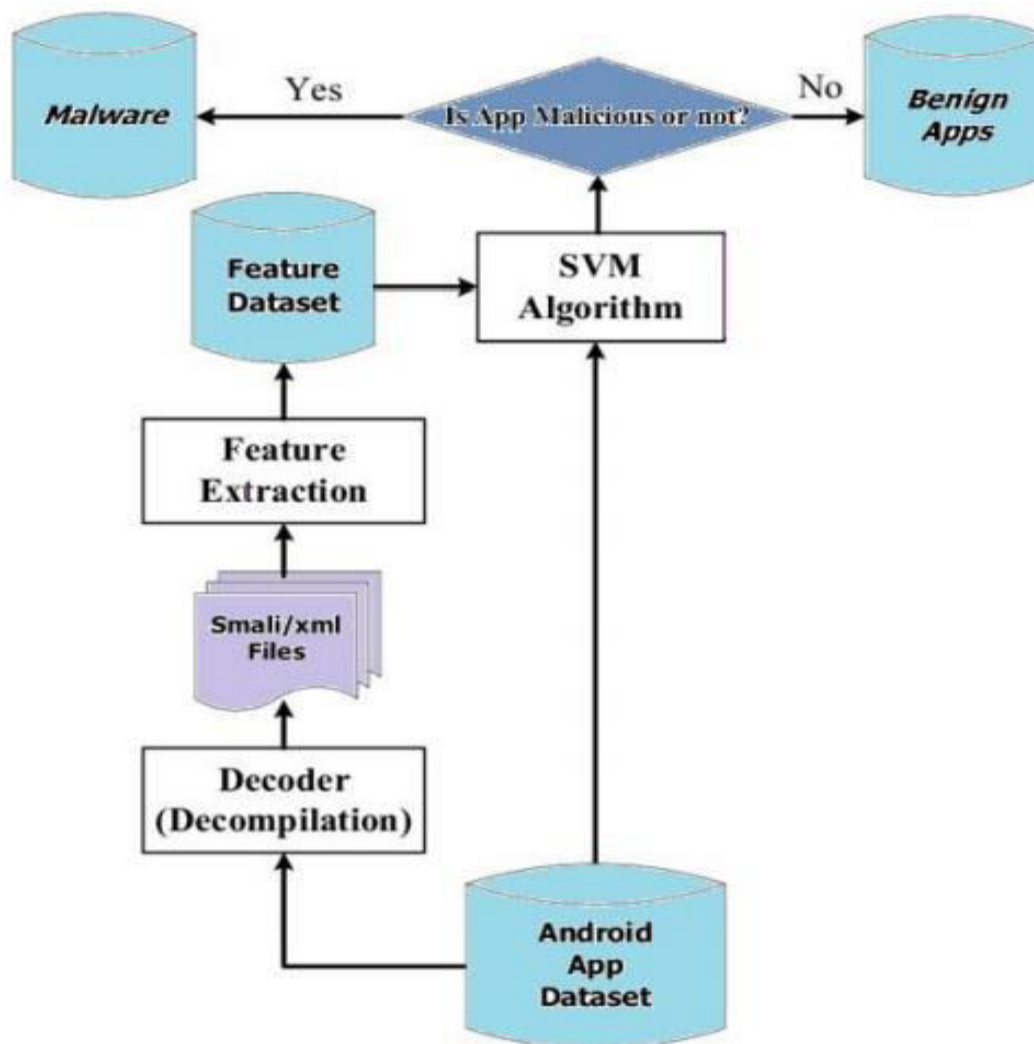 Malware
Yes
Is App Malicious or not?
No
Benign
Apps
Feature
Dataset
SVM
Algorithm
Feature
Extraction
Smali/xml
Files
Decoder
(Decompilation)
Android
App
Dataset